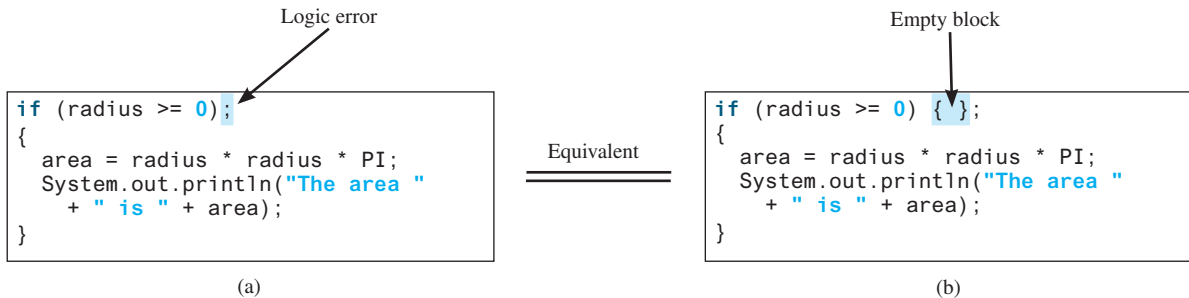 Logic error
if (radius >= 0);
{
  area = radius * radius * PI;
  System.out.println("The area "
    + " is " + area);
}
(a)
Equivalent
Empty block
if (radius >= 0) { };
{
  area = radius * radius * PI;
  System.out.println("The area "
    + " is " + area);
}
(b)